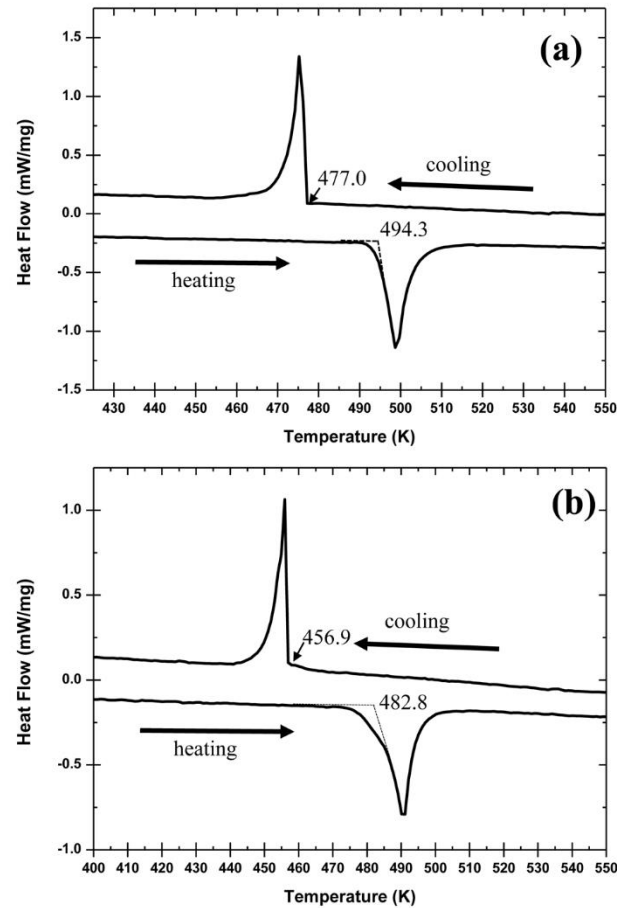 (a)
1.5
1.0
0.5
0.0
-0.5
-1.0
-1.5
Heat Flow (mW/mg)
cooling
477.0
494.3
heating
430 440 450 460 470 480 490 500 510 520 530 540 550
Temperature (K)
(b)
1.0
0.5
0.0
-0.5
-1.0
Heat Flow (mW/mg)
cooling
456.9
482.8
heating
400 410 420 430 440 450 460 470 480 490 500 510 520 530 540 550
Temperature (K)